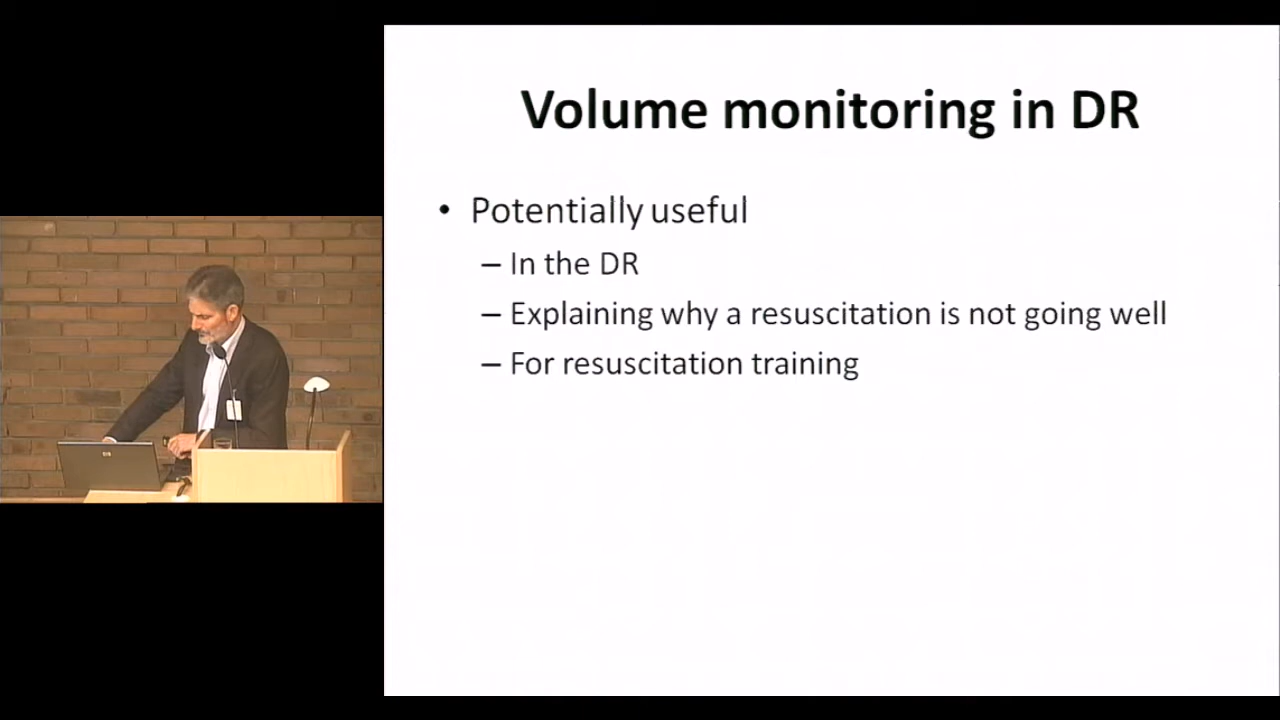 Volume monitoring in DR
• Potentially useful
– In the DR
– Explaining why a resuscitation is not going well
– For resuscitation training